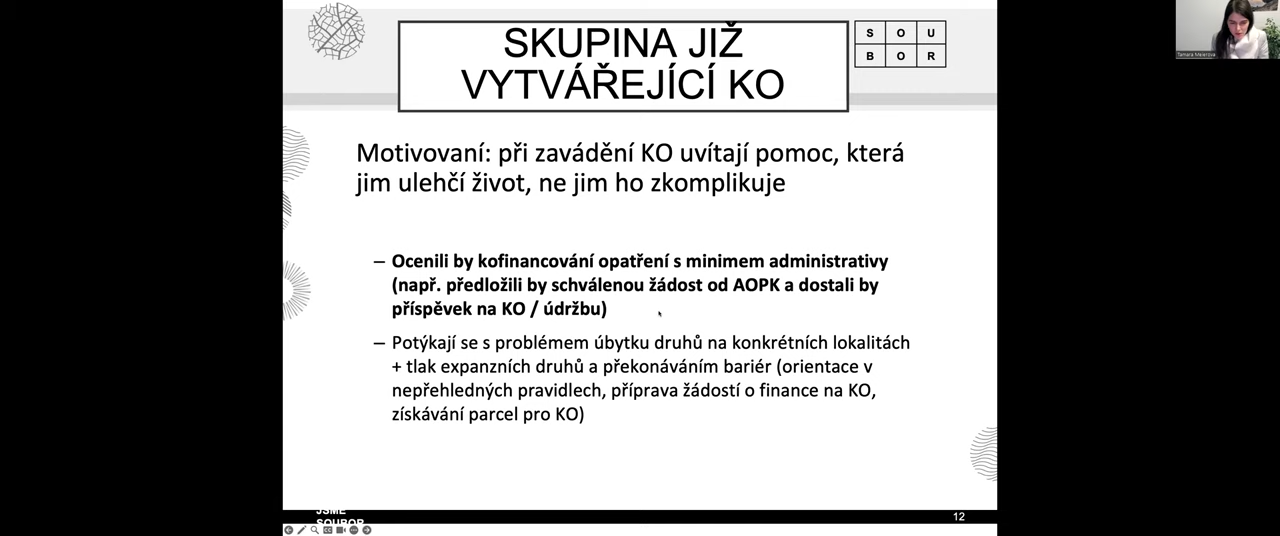 SKUPINA JIŽ
VYTVÁŘEJÍCÍ KO
S O U
B O R
Tamara Meierova
Motivovaní: při zavádění KO uvítají pomoc, která
jim ulehčí život, ne jim ho zkomplikuje
– Ocenili by kofinancování opatření s minimem administrativy
(např. předložili by schválenou žádost od AOPK a dostali by
příspěvek na KO / údržbu)
– Potýkají se s problémem úbytku druhů na konkrétních lokalitách
+ tlak expanzních druhů a překonáváním bariér (orientace v
nepřehledných pravidlech, příprava žádostí o finance na KO,
získávání parcel pro KO)
JSME
SOUBOR
12